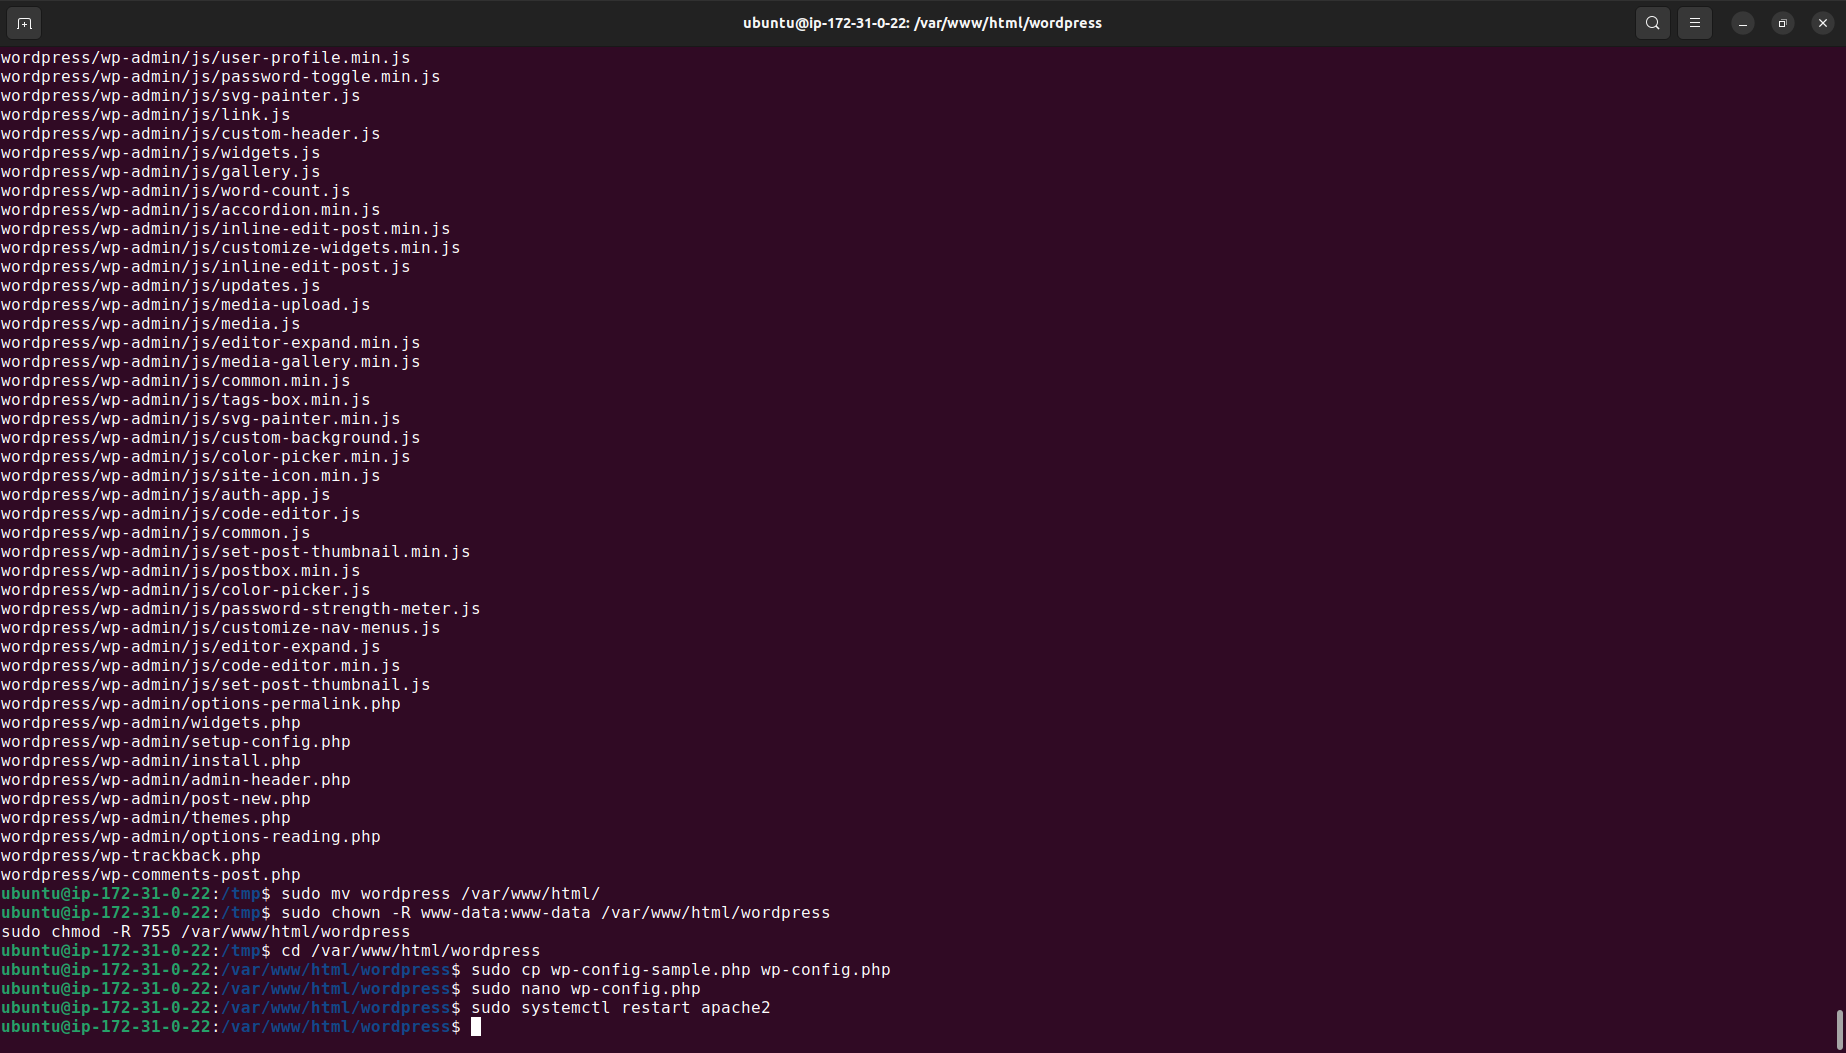 ubuntu@ip-172-31-0-22: /var/www/html/wordpress
wordpress/wp-admin/js/user-profile.min.js
wordpress/wp-admin/js/password-toggle.min.js
wordpress/wp-admin/js/svg-painter.js
wordpress/wp-admin/js/link.js
wordpress/wp-admin/js/custom-header.js
wordpress/wp-admin/js/widgets.js
wordpress/wp-admin/js/gallery.js
wordpress/wp-admin/js/word-count.js
wordpress/wp-admin/js/accordion.min.js
wordpress/wp-admin/js/inline-edit-post.min.js
wordpress/wp-admin/js/customize-widgets.min.js
wordpress/wp-admin/js/inline-edit-post.js
wordpress/wp-admin/js/updates.js
wordpress/wp-admin/js/media-upload.js
wordpress/wp-admin/js/media.js
wordpress/wp-admin/js/editor-expand.min.js
wordpress/wp-admin/js/media-gallery.min.js
wordpress/wp-admin/js/common.min.js
wordpress/wp-admin/js/tags-box.min.js
wordpress/wp-admin/js/svg-painter.min.js
wordpress/wp-admin/js/custom-background.js
wordpress/wp-admin/js/color-picker.min.js
wordpress/wp-admin/js/site-icon.min.js
wordpress/wp-admin/js/auth-app.js
wordpress/wp-admin/js/code-editor.js
wordpress/wp-admin/js/common.js
wordpress/wp-admin/js/set-post-thumbnail.min.js
wordpress/wp-admin/js/postbox.min.js
wordpress/wp-admin/js/color-picker.js
wordpress/wp-admin/js/password-strength-meter.js
wordpress/wp-admin/js/customize-nav-menus.js
wordpress/wp-admin/js/editor-expand.js
wordpress/wp-admin/js/code-editor.min.js
wordpress/wp-admin/js/set-post-thumbnail.js
wordpress/wp-admin/options-permalink.php
wordpress/wp-admin/widgets.php
wordpress/wp-admin/setup-config.php
wordpress/wp-admin/install.php
wordpress/wp-admin/admin-header.php
wordpress/wp-admin/post-new.php
wordpress/wp-admin/themes.php
wordpress/wp-admin/options-reading.php
wordpress/wp-trackback.php
wordpress/wp-comments-post.php
ubuntu@ip-172-31-0-22:/tmp$ sudo mv wordpress /var/www/html/
ubuntu@ip-172-31-0-22:/tmp$ sudo chown -R www-data:www-data /var/www/html/wordpress
sudo chmod -R 755 /var/www/html/wordpress
ubuntu@ip-172-31-0-22:/tmp$ cd /var/www/html/wordpress
ubuntu@ip-172-31-0-22:/var/www/html/wordpress$ sudo cp wp-config-sample.php wp-config.php
ubuntu@ip-172-31-0-22:/var/www/html/wordpress$ sudo nano wp-config.php
ubuntu@ip-172-31-0-22:/var/www/html/wordpress$ sudo systemctl restart apache2
ubuntu@ip-172-31-0-22:/var/www/html/wordpress$